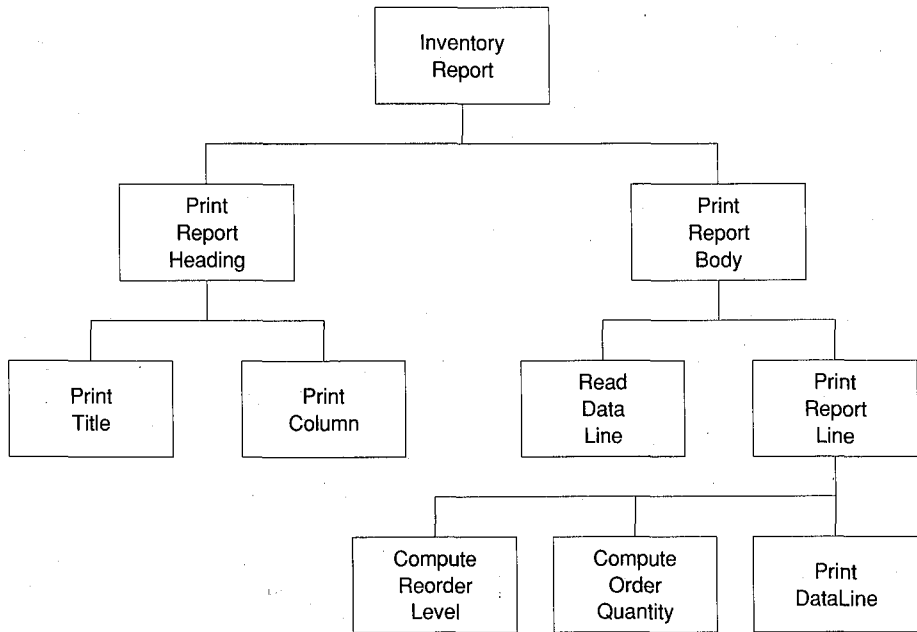 Inventory
Report
Print
Report
Heading
Print
Report
Body
Print
Title
Print
Column
Read
Data
Line
Print
Report
Line
Compute
Reorder
Level
Compute
Order
Quantity
Print
DataLine